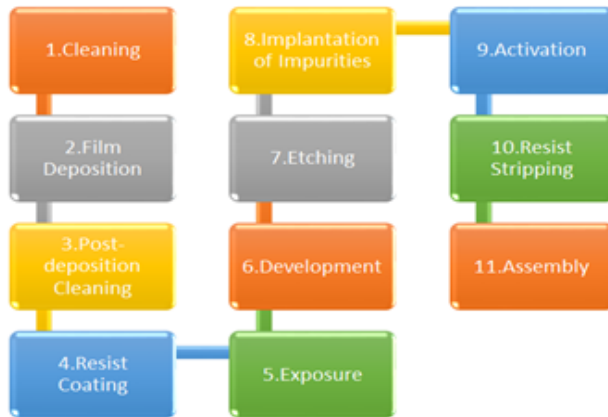 1.Cleaning
2.Film
Deposition
3.Post-
deposition
Cleaning
4.Resist
Coating
5.Exposure
6.Development
7.Etching
8.Implantation
of Impurities
9.Activation
10.Resist
Stripping
11.Assembly